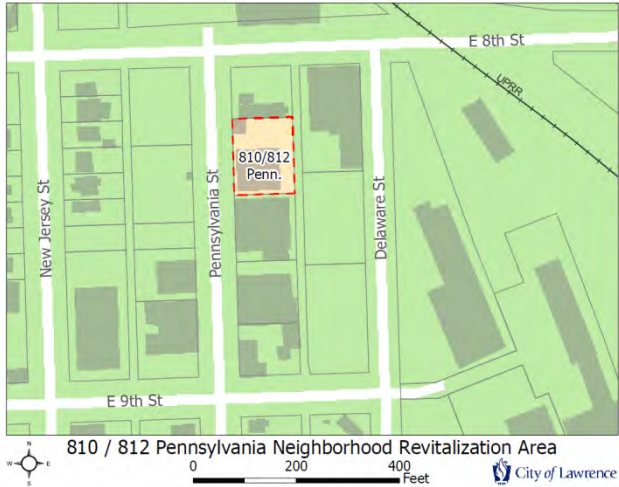 E 8th St
UPRR
810/812
Penn.
New Jersey St
Pennsylvania St
Delaware St
E 9th St
810 / 812 Pennsylvania Neighborhood Revitalization Area
N
W E
S
0 200 400
Feet
City of Lawrence